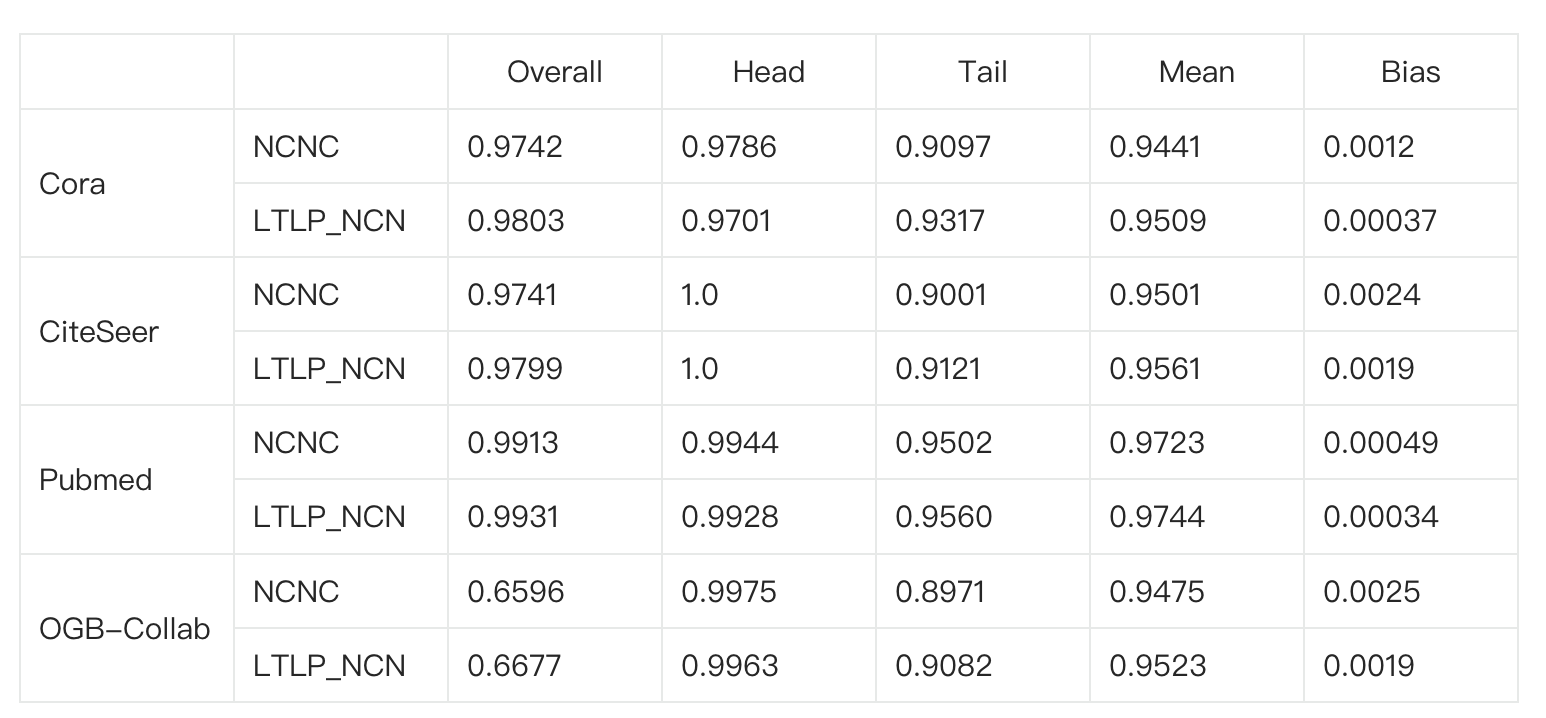 Overall Head Tail Mean Bias
Cora
NCNC 0.9742 0.9786 0.9097 0.9441 0.0012
LTLP_NCN 0.9803 0.9701 0.9317 0.9509 0.00037
CiteSeer
NCNC 0.9741 1.0 0.9001 0.9501 0.0024
LTLP_NCN 0.9799 1.0 0.9121 0.9561 0.0019
Pubmed
NCNC 0.9913 0.9944 0.9502 0.9723 0.00049
LTLP_NCN 0.9931 0.9928 0.9560 0.9744 0.00034
OGB–Collab
NCNC 0.6596 0.9975 0.8971 0.9475 0.0025
LTLP_NCN 0.6677 0.9963 0.9082 0.9523 0.0019